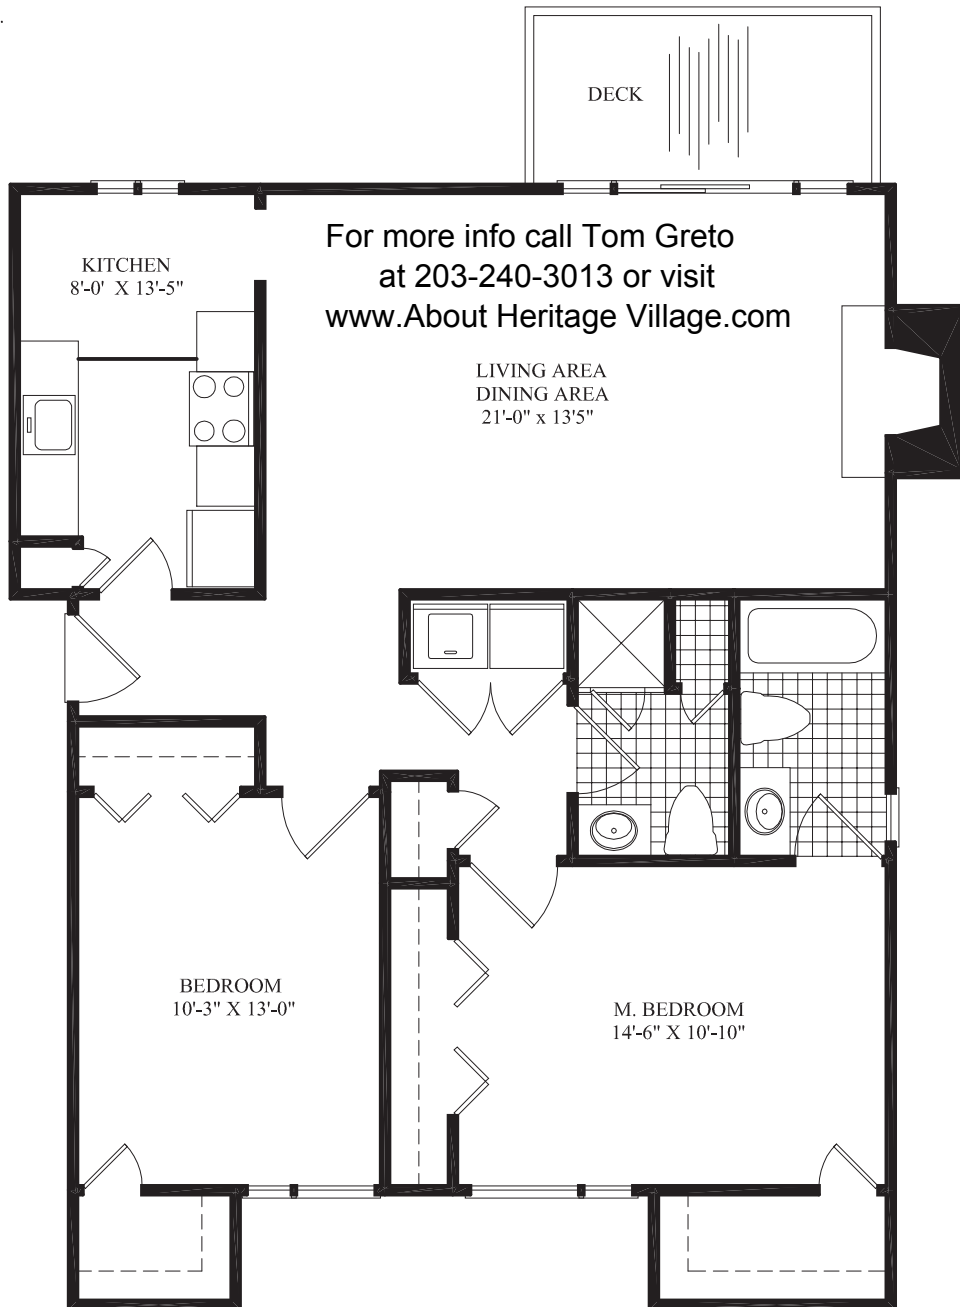 DECK
For more info call Tom Greto
at 203-240-3013 or visit
www.About Heritage Village.com
KITCHEN
8'-0' X 13'-5"
LIVING AREA
DINING AREA
21'-0" x 13'5"
BEDROOM
10'-3" X 13'-0"
M. BEDROOM
14'-6" X 10'-10"